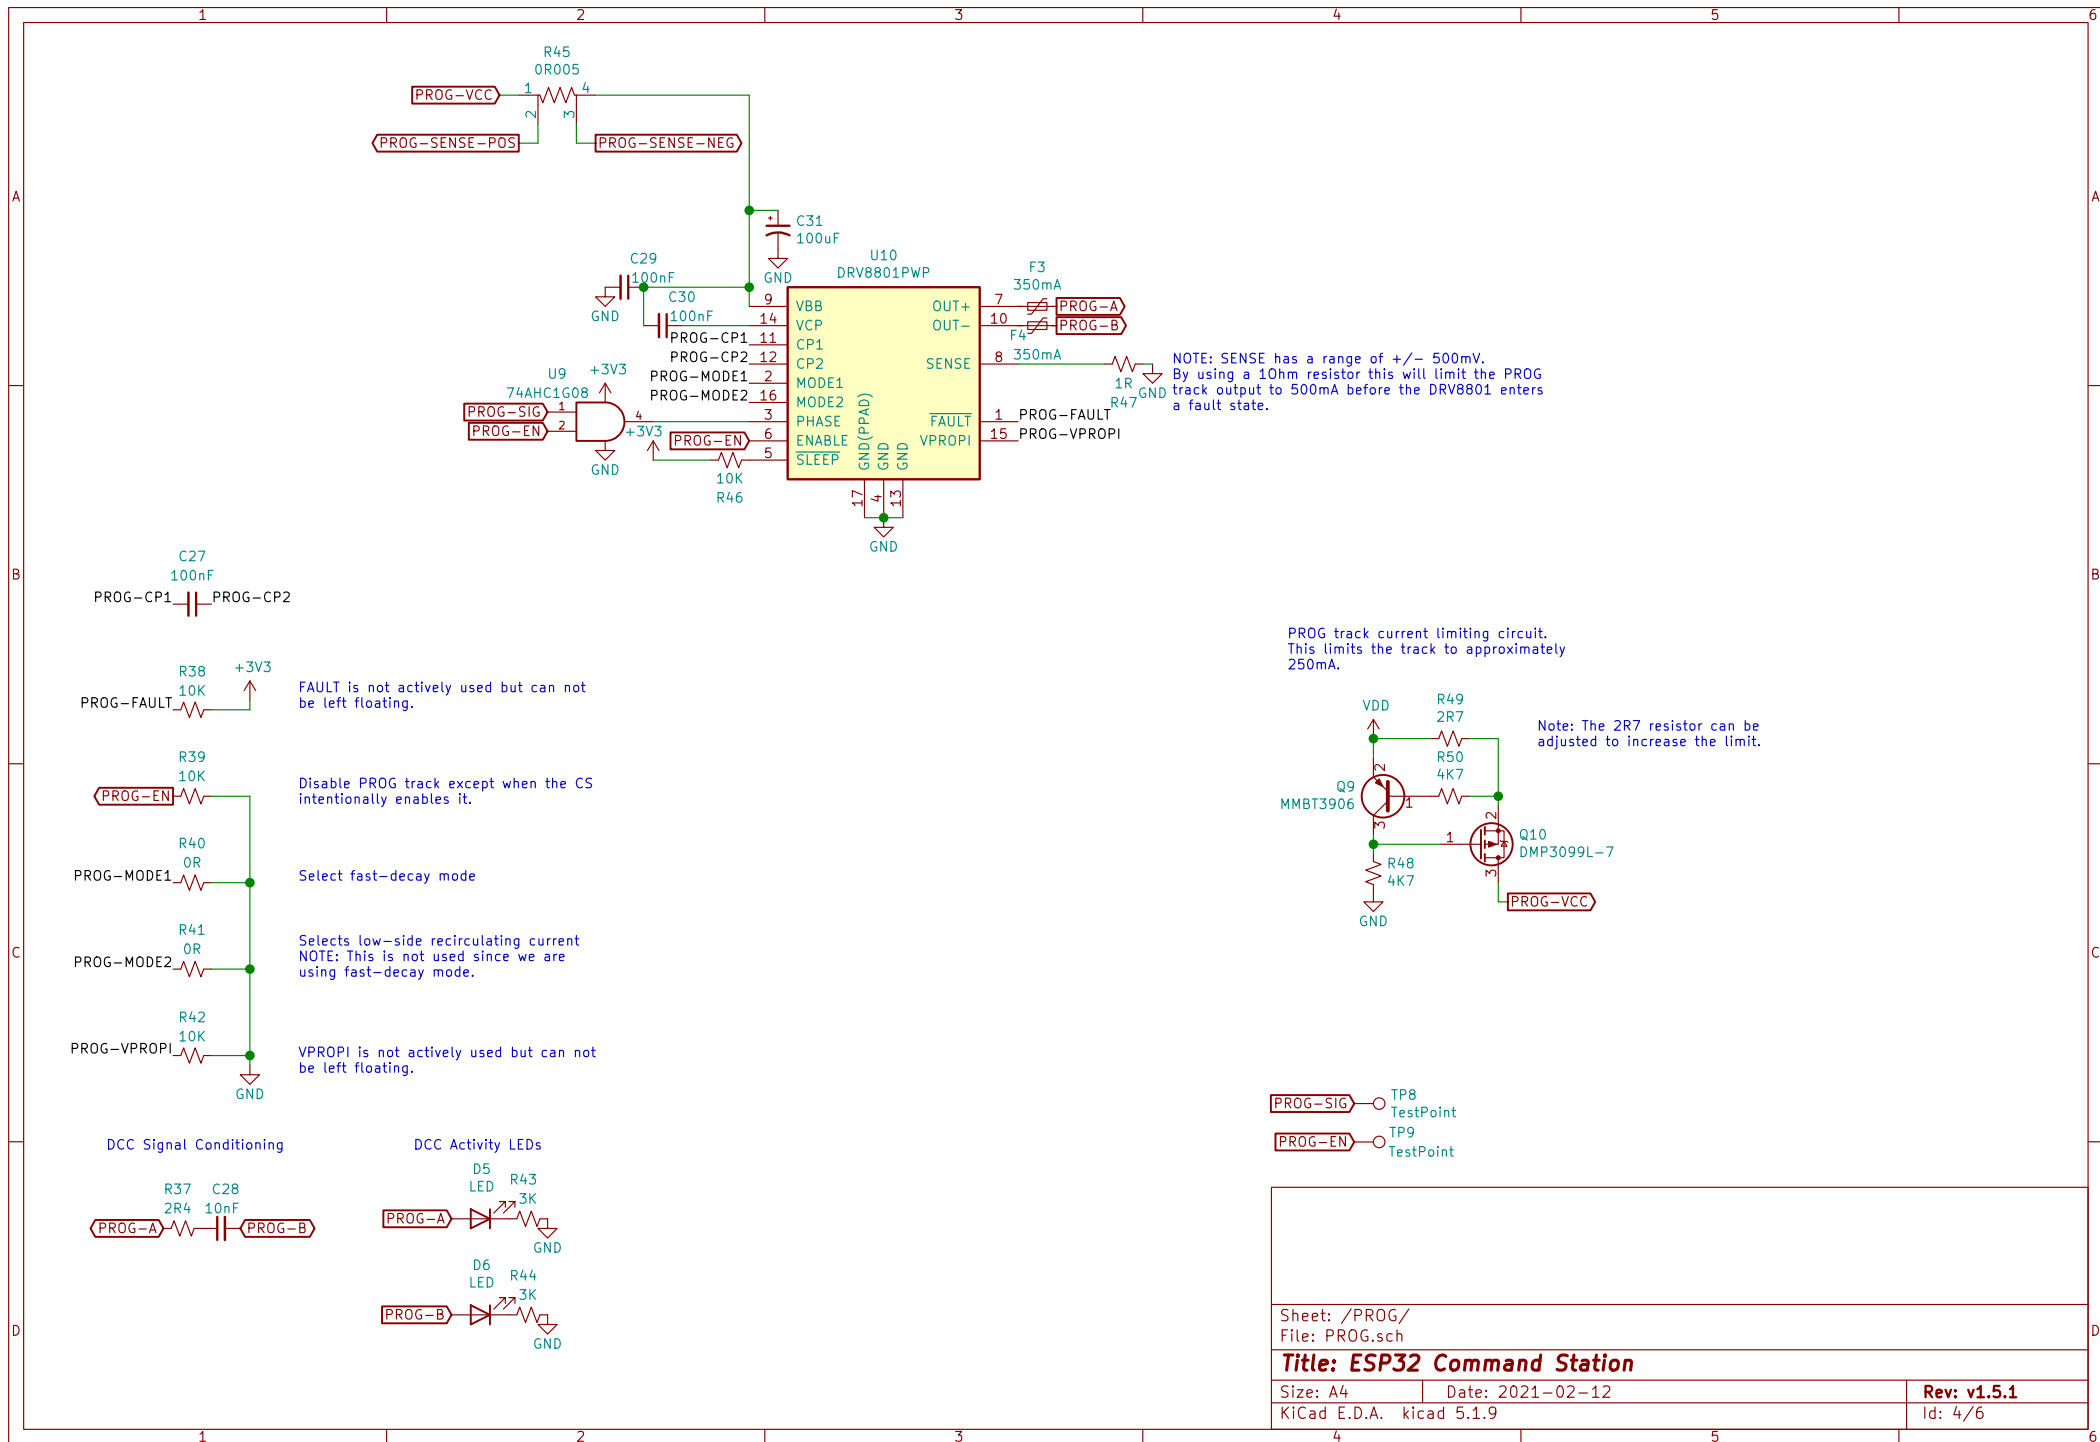 1 2 3 4 5 6
R45
0R005
PROG-VCC
1
4
2
3
PROG-SENSE-POS
PROG-SENSE-NEG
A
A
+
C31
100uF
GND
C29
100nF
GND
C30
100nF
U10
DRV8801PWP
9 VBB
14 VCP
PROG-CP1 11 CP1
PROG-CP2 12 CP2
PROG-MODE1 2 MODE1
PROG-MODE2 16 MODE2
3 PHASE
PROG-EN 6 ENABLE
5 SLEEP
GND(PPAD)
GND
GND
17
4
13
GND
OUT+ 7
OUT- 10
SENSE 8
FAULT 1 PROG-FAULT
VPROPI 15 PROG-VPROPI
F3
350mA
PROG-A
PROG-B
F4
350mA
1R
R47
GND
NOTE: SENSE has a range of +/- 500mV.
By using a 1Ohm resistor this will limit the PROG
track output to 500mA before the DRV8801 enters
a fault state.
U9
74AHC1G08
+3V3
PROG-SIG 1
PROG-EN 2
4
GND
+3V3
10K
R46
B
B
C27
100nF
PROG-CP1
PROG-CP2
R38
10K
+3V3
PROG-FAULT
FAULT is not actively used but can not
be left floating.
R39
10K
PROG-EN
Disable PROG track except when the CS
intentionally enables it.
R40
0R
PROG-MODE1
Select fast-decay mode
R41
0R
PROG-MODE2
Selects low-side recirculating current
NOTE: This is not used since we are
using fast-decay mode.
R42
10K
PROG-VPROPI
VPROPI is not actively used but can not
be left floating.
GND
PROG track current limiting circuit.
This limits the track to approximately
250mA.
VDD
R49
2R7
Note: The 2R7 resistor can be
adjusted to increase the limit.
R50
4K7
Q9
MMBT3906
2
1
3
1
2
3
Q10
DMP3099L-7
R48
4K7
GND
PROG-VCC
C
C
PROG-SIG
TP8
TestPoint
PROG-EN
TP9
TestPoint
DCC Signal Conditioning
R37
2R4
C28
10nF
PROG-A
PROG-B
DCC Activity LEDs
D5
LED
R43
3K
PROG-A
GND
D6
LED
R44
3K
PROG-B
GND
D
D
Sheet: /PROG/
File: PROG.sch
Title: ESP32 Command Station
Size: A4
Date: 2021-02-12
Rev: v1.5.1
KiCad E.D.A. kicad 5.1.9
Id: 4/6
1 2 3 4 5 6